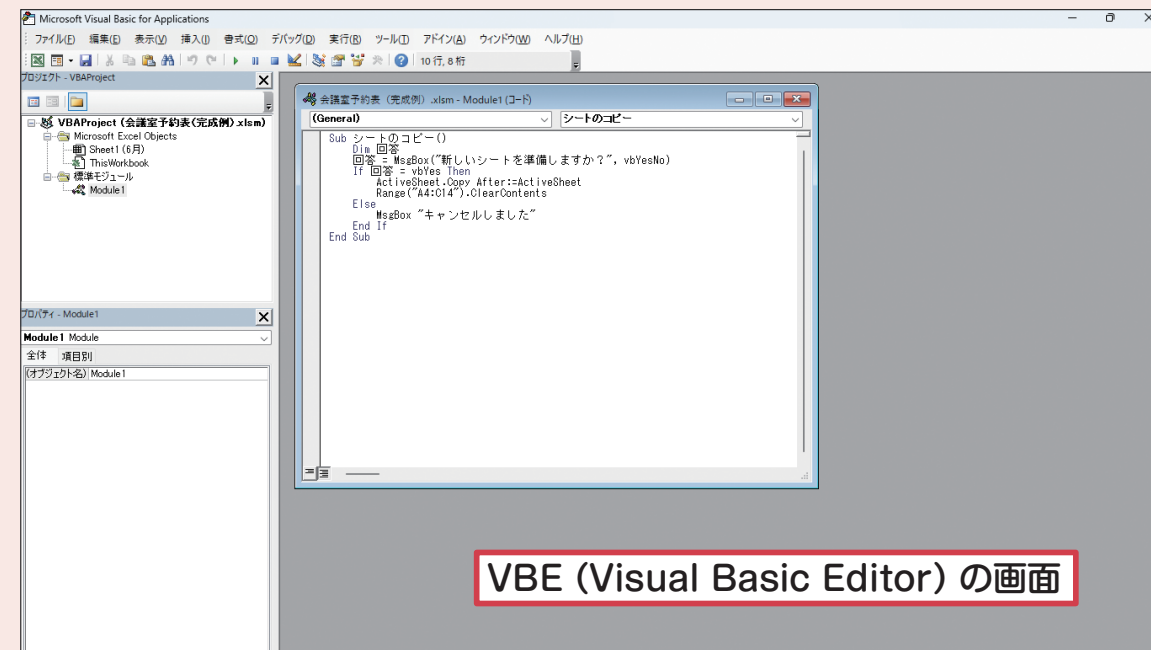 Microsoft Visual Basic for Applications
ファイル(F) 編集(E) 表示(V) 挿入(I) 書式(O) デバッグ(D) 実行(R) ツール(T) アドイン(A) ウィンドウ(W) ヘルプ(H)
10 行, 8 桁
プロジェクト - VBAProject
VBAProject (会議室予約表(完成例).xlsm)
Microsoft Excel Objects
Sheet1 (6月)
ThisWorkbook
標準モジュール
Module1
プロパティ - Module1
Module1 Module
全体 項目別
(オブジェクト名) Module1
会議室予約表（完成例）.xlsm - Module1 (コード)
(General) シートのコピー
Sub シートのコピー()
Dim 回答
回答 = MsgBox("新しいシートを準備しますか？", vbYesNo)
If 回答 = vbYes Then
ActiveSheet.Copy After:=ActiveSheet
Range("A4:C14").ClearContents
Else
MsgBox "キャンセルしました"
End If
End Sub
VBE (Visual Basic Editor) の画面